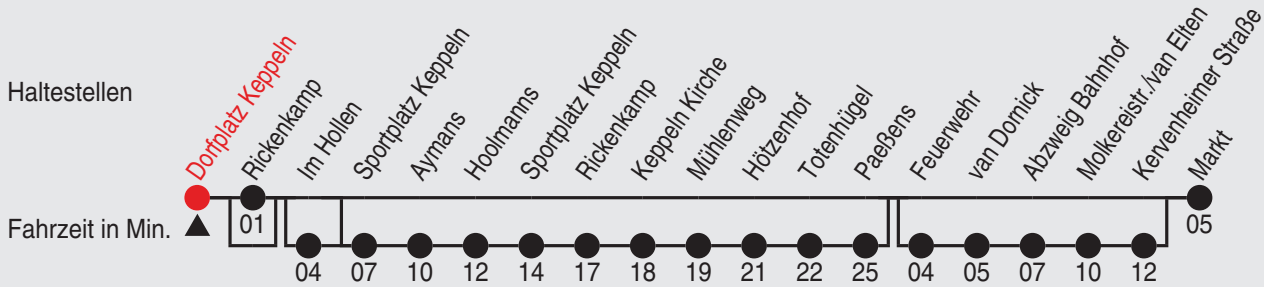 Haltestellen
Dorfplatz Keppeln
Rickenkamp
Im Hollen
Sportplatz Keppeln
Aymans
Hoolmanns
Sportplatz Keppeln
Rickenkamp
Keppeln Kirche
Mühlenweg
Hötzenhof
Totenhügel
Paeßens
Feuerwehr
van Dornick
Abzweig Bahnhof
Molkereistr./van Elten
Kervenheimer Straße
Markt
Fahrzeit in Min.
01
05
04 07 10 12 14 17 18 19 21 22 25 04 05 07 10 12